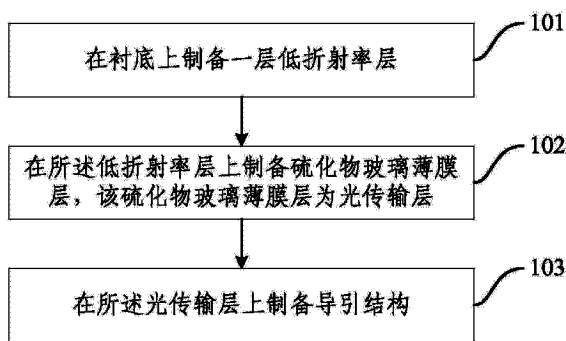 101
在衬底上制备一层低折射率层
102
在所述低折射率层上制备硫化物玻璃薄膜
层，该硫化物玻璃薄膜层为光传输层
103
在所述光传输层上制备导引结构